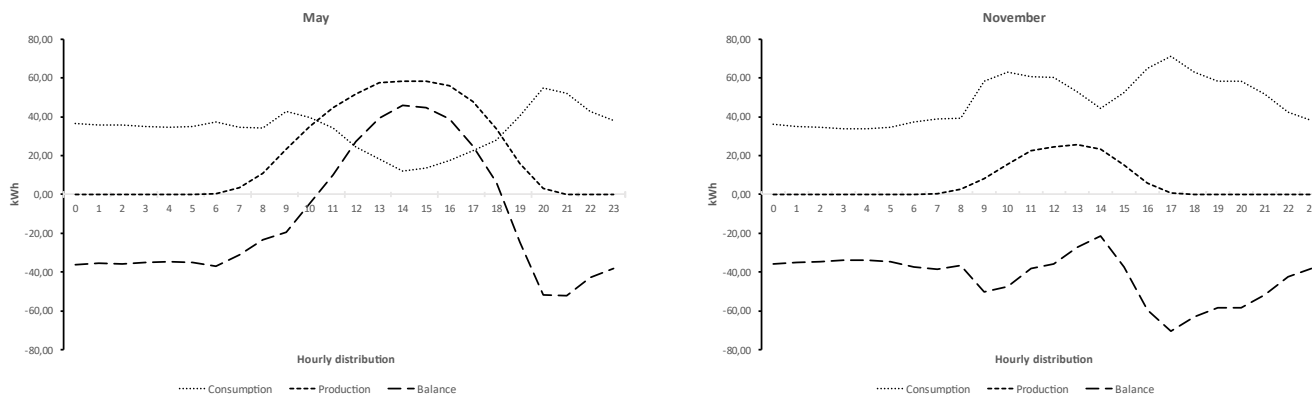 May
80,00
60,00
40,00
20,00
0,00
-20,00
-40,00
-60,00
-80,00
kWh
0 1 2 3 4 5 6 7 8 9 10 11 12 13 14 15 16 17 18 19 20 21 22 23
Hourly distribution
Consumption Production Balance
November
80,00
60,00
40,00
20,00
0,00
-20,00
-40,00
-60,00
-80,00
kWh
0 1 2 3 4 5 6 7 8 9 10 11 12 13 14 15 16 17 18 19 20 21 22 2
Hourly distribution
Consumption Production Balance